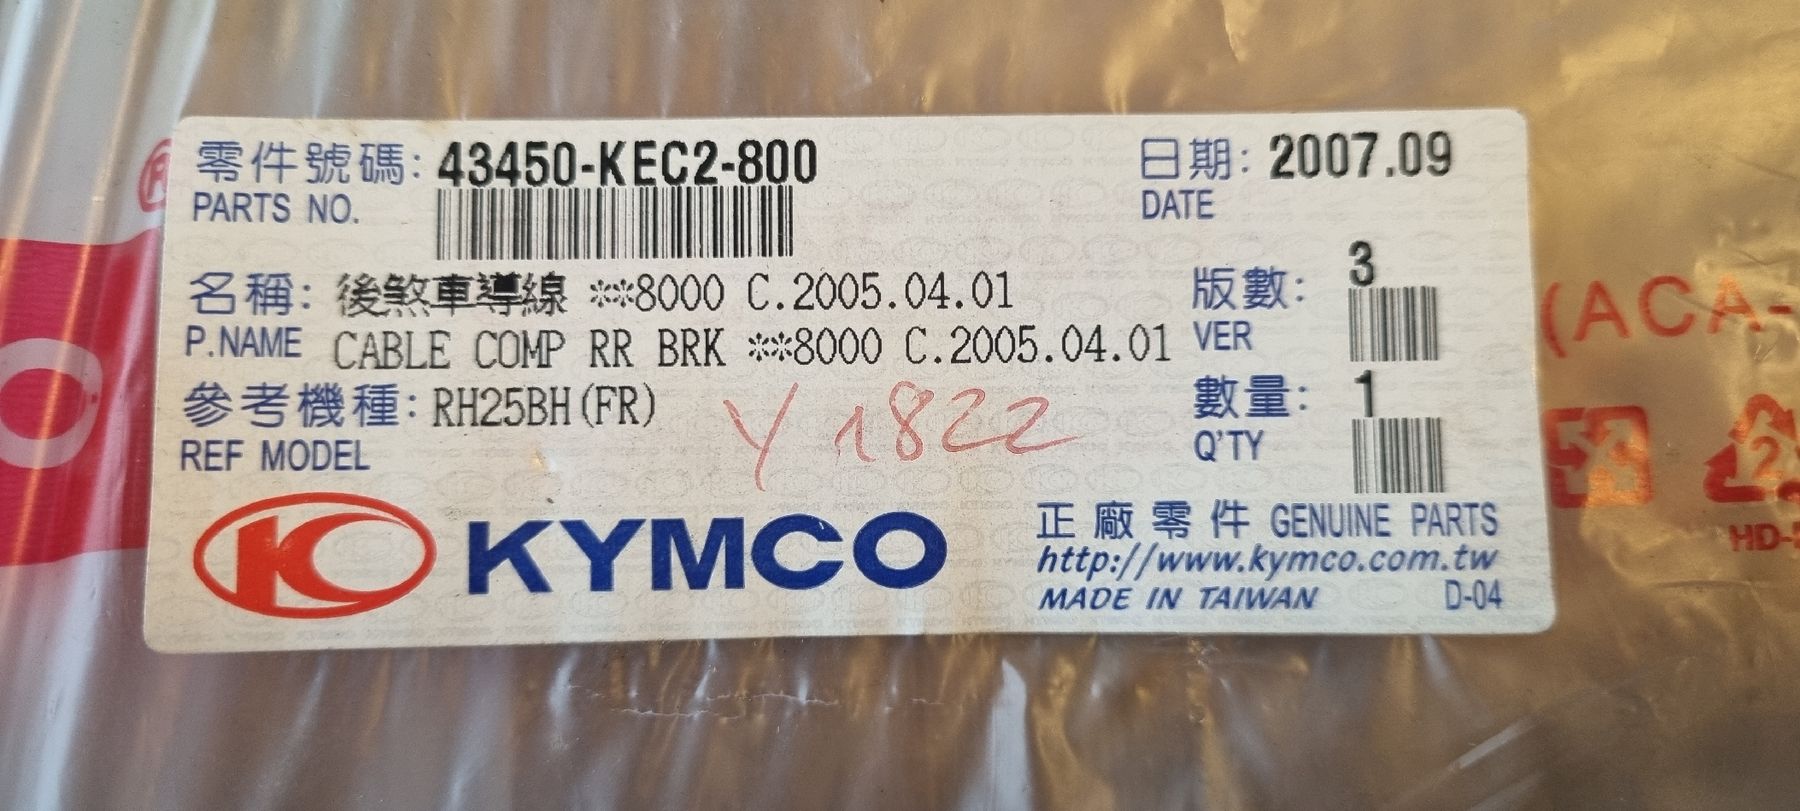 零件號碼: 43450-KEC2-800
PARTS NO.
日期: 2007.09
DATE
名稱: 後煞車導線 **8000 C.2005.04.01
P.NAME CABLE COMP RR BRK **8000 C.2005.04.01
版數: 3
VER
參考機種: RH25BH(FR)
REF MODEL
Y 1822
數量: 1
Q'TY
KYMCO
正廠零件 GENUINE PARTS
http://www.kymco.com.tw
MADE IN TAIWAN D-04
®
(ACA-
2
HD-